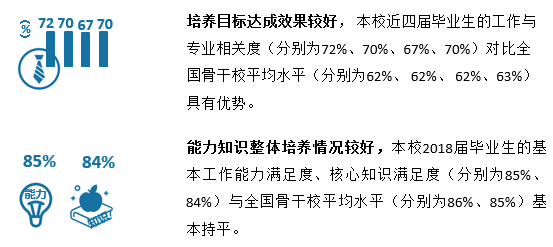 (%)
72 70 67 70
培养目标达成效果较好，本校近四届毕业生的工作与
专业相关度（分别为72%、70%、67%、70%）对比全
国骨干校平均水平（分别为62%、62%、62%、63%）
具有优势。
85% 84%
能力
能力知识整体培养情况较好，本校2018届毕业生的基
本工作能力满足度、核心知识满足度（分别为85%、
84%）与全国骨干校平均水平（分别为86%、85%）基
本持平。